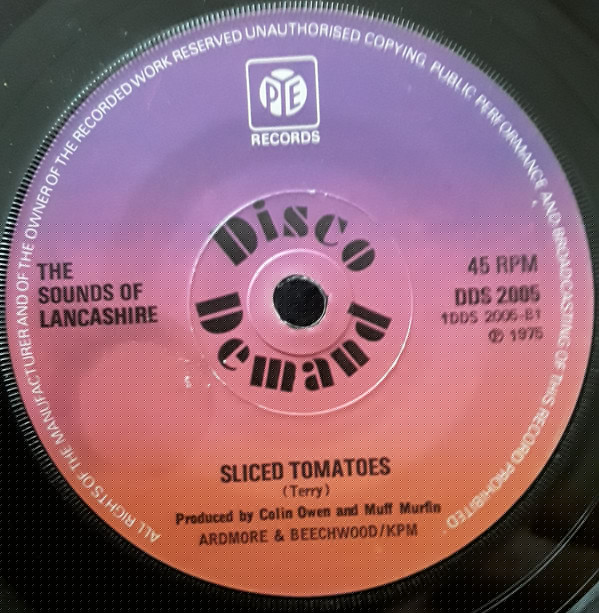 ALL RIGHTS OF THE MANUFACTURER AND OF THE OWNER OF THE RECORDED WORK RESERVED UNAUTHORISED COPYING, PUBLIC PERFORMANCE AND BROADCASTING OF THIS RECORD PROHIBITED
PYE
RECORDS
Disco
Demand
THE
SOUNDS OF
LANCASHIRE
45 RPM
DDS 2005
1DDS 2005-B1
℗ 1975
SLICED TOMATOES
(Terry)
Produced by Colin Owen and Muff Murfin
ARDMORE & BEECHWOOD/KPM